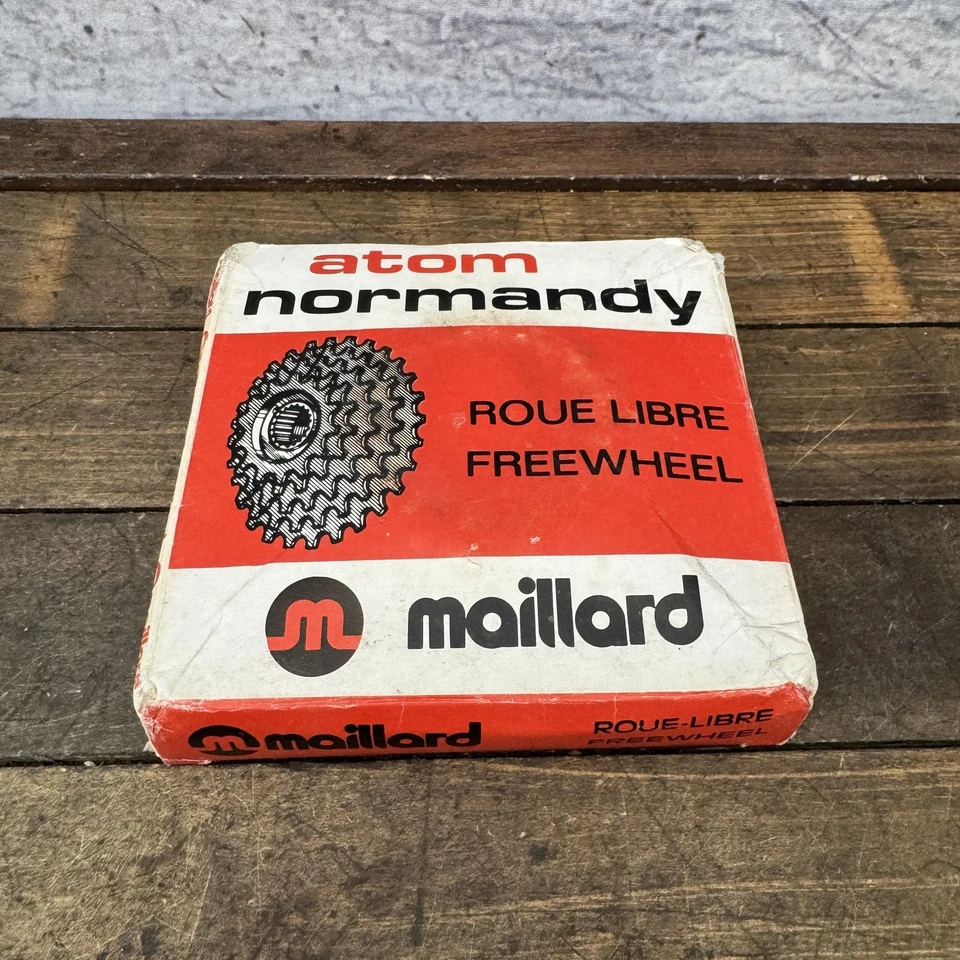 atom
normandy
ROUE LIBRE
FREEWHEEL
m maillard
m maillard
ROUE-LIBRE
FREEWHEEL